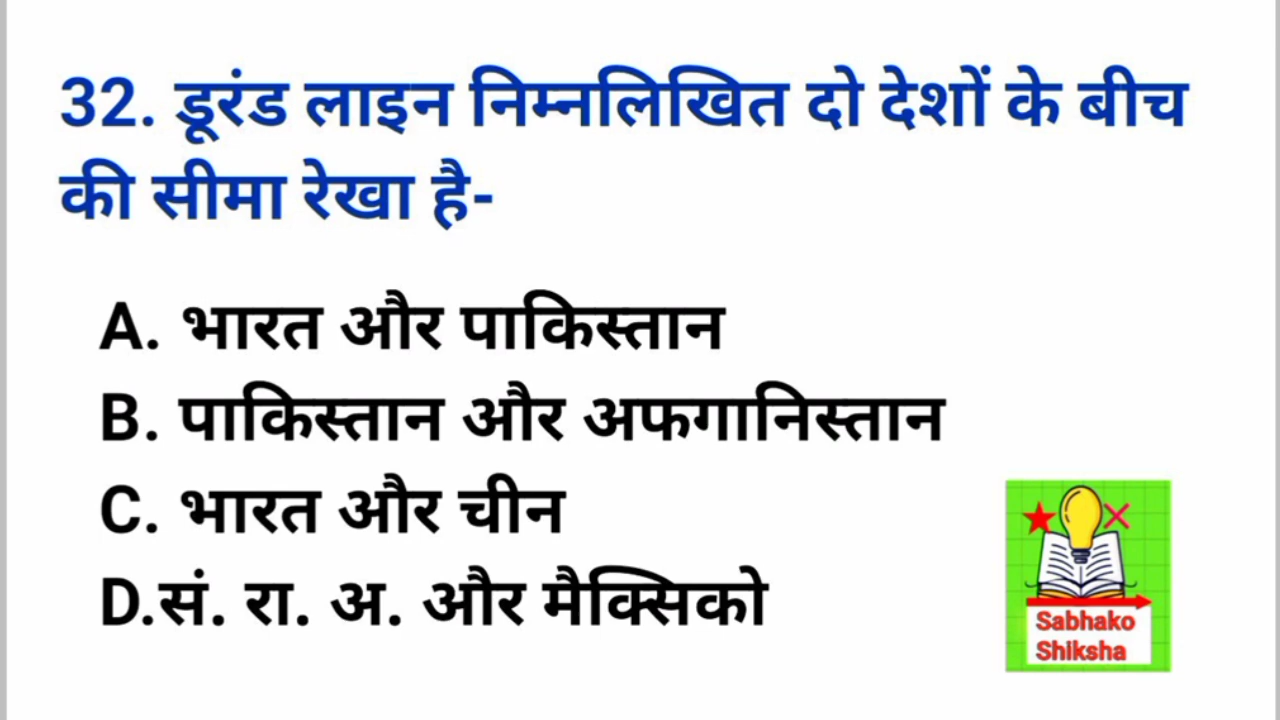 32. डूरंड लाइन निम्नलिखित दो देशों के बीच
की सीमा रेखा है-
A. भारत और पाकिस्तान
B. पाकिस्तान और अफगानिस्तान
C. भारत और चीन
D.सं. रा. अ. और मैक्सिको
Sabhako
Shiksha